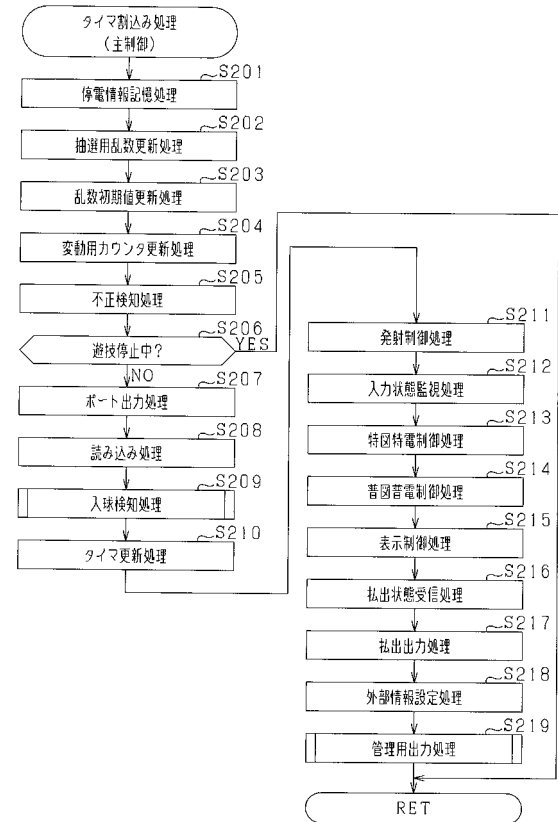 タイマ割込み処理
(主制御)
S201
停電情報記憶処理
S202
抽選用乱数更新処理
S203
乱数初期値更新処理
S204
変動用カウンタ更新処理
S205
不正検知処理
S206
遊技停止中?
YES
NO
S207
ポート出力処理
S208
読み込み処理
S209
入球検知処理
S210
タイマ更新処理
S211
発射制御処理
S212
入力状態監視処理
S213
特図特電制御処理
S214
普図普電制御処理
S215
表示制御処理
S216
払出状態受信処理
S217
払出出力処理
S218
外部情報設定処理
S219
管理用出力処理
RET